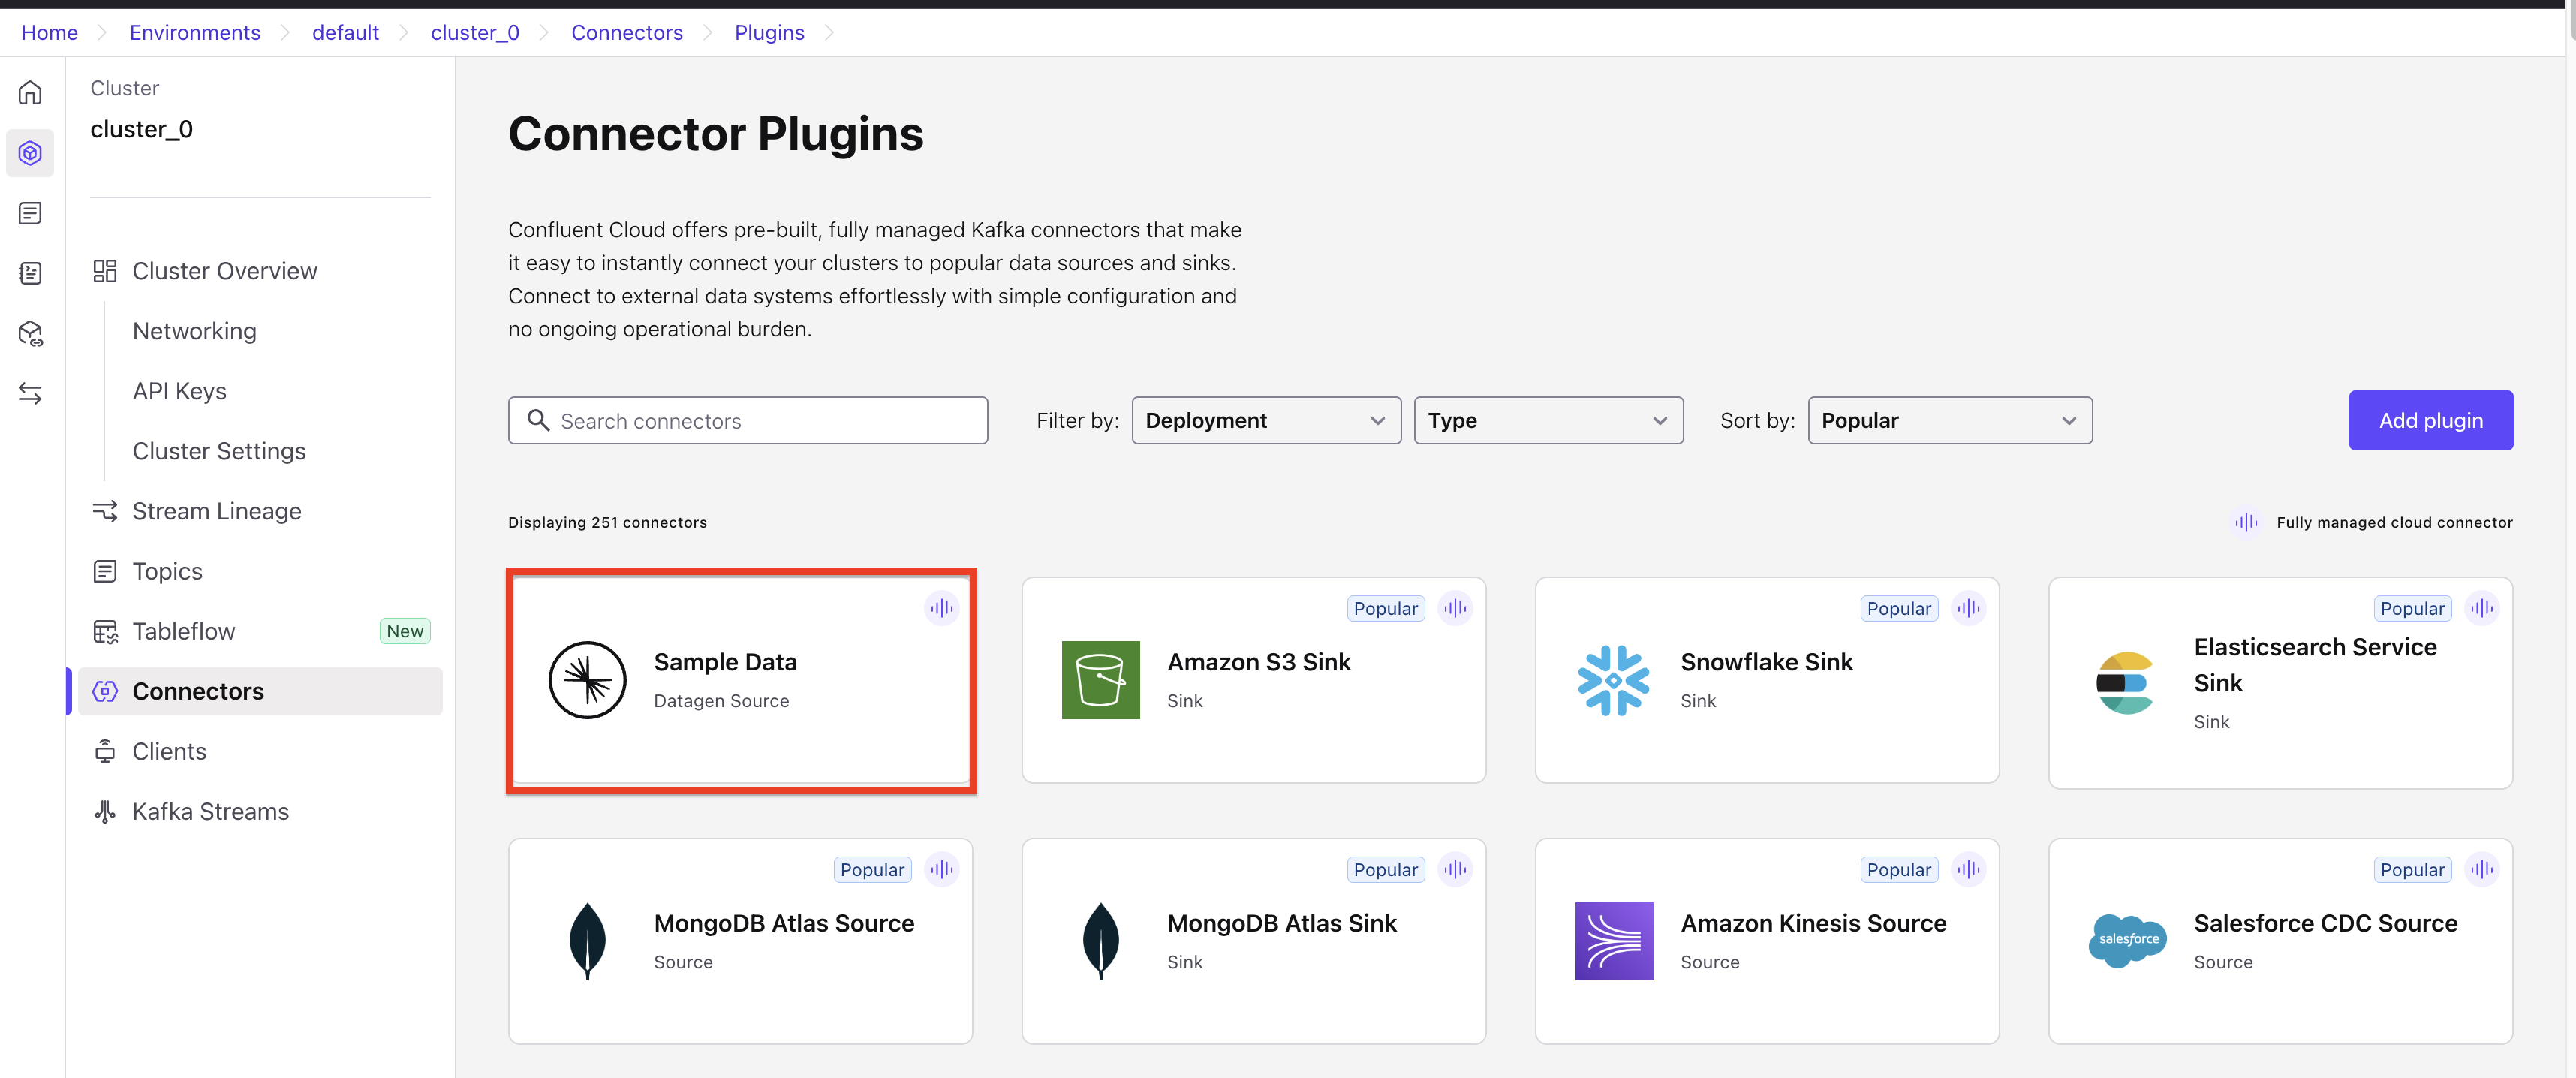 Home Environments default cluster_0 Connectors Plugins
Cluster
cluster_0
Cluster Overview
Networking
API Keys
Cluster Settings
Stream Lineage
Topics
Tableflow New
Connectors
Clients
Kafka Streams
Connector Plugins
Confluent Cloud offers pre-built, fully managed Kafka connectors that make
it easy to instantly connect your clusters to popular data sources and sinks.
Connect to external data systems effortlessly with simple configuration and
no ongoing operational burden.
Search connectors Filter by: Deployment Type Sort by: Popular Add plugin
Displaying 251 connectors Fully managed cloud connector
Sample Data
Datagen Source
Popular
Amazon S3 Sink
Sink
Popular
Snowflake Sink
Sink
Popular
Elasticsearch Service
Sink
Sink
Popular
MongoDB Atlas Source
Source
Popular
MongoDB Atlas Sink
Sink
Popular
Amazon Kinesis Source
Source
Popular
salesforce
Salesforce CDC Source
Source